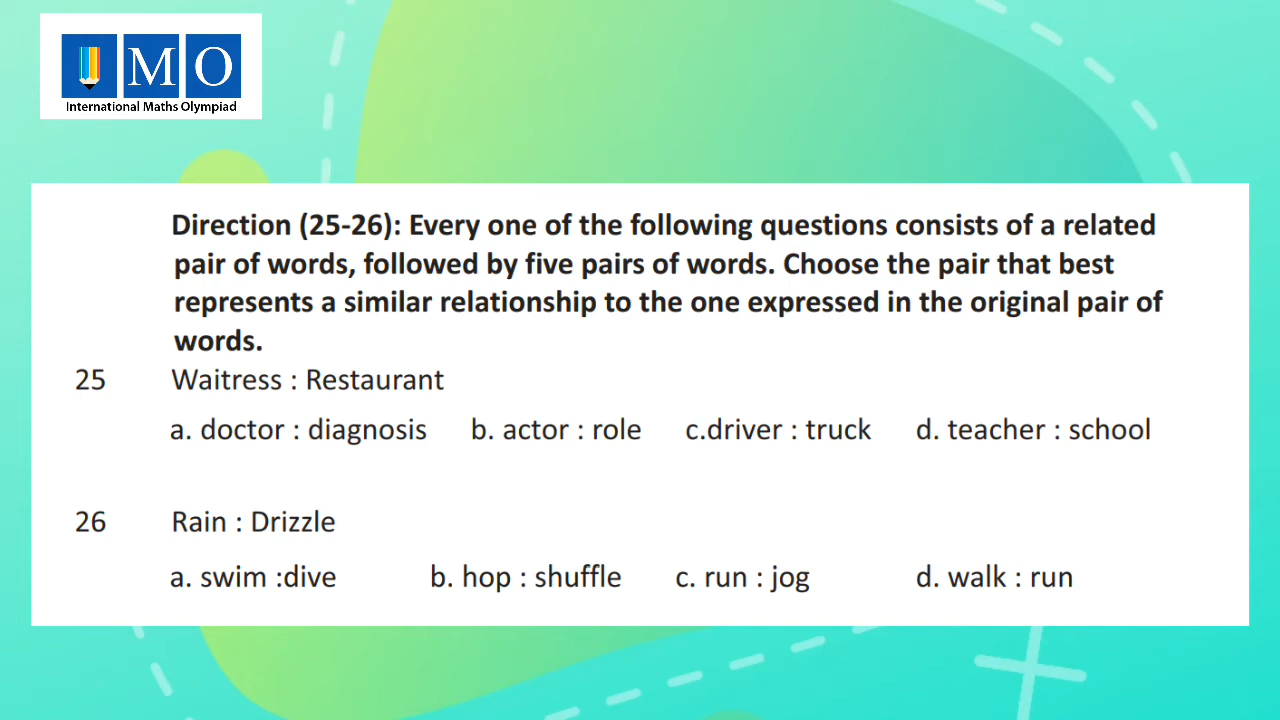 MO
International Maths Olympiad
Direction (25-26): Every one of the following questions consists of a related
pair of words, followed by five pairs of words. Choose the pair that best
represents a similar relationship to the one expressed in the original pair of
words.
25 Waitress : Restaurant
a. doctor : diagnosis b. actor : role c.driver : truck d. teacher : school
26 Rain : Drizzle
a. swim :dive b. hop : shuffle c. run : jog d. walk : run